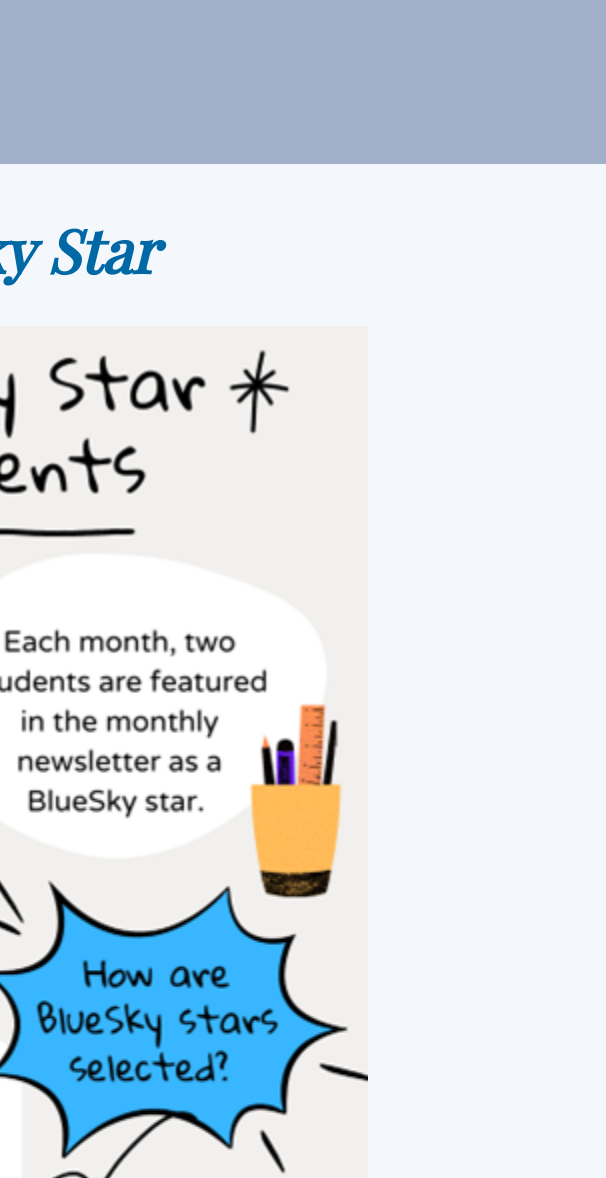 ky Star
y Star
ents
Each month, two
udents are featured
in the monthly
newsletter as a
BlueSky star.
How are
BlueSky stars
selected?